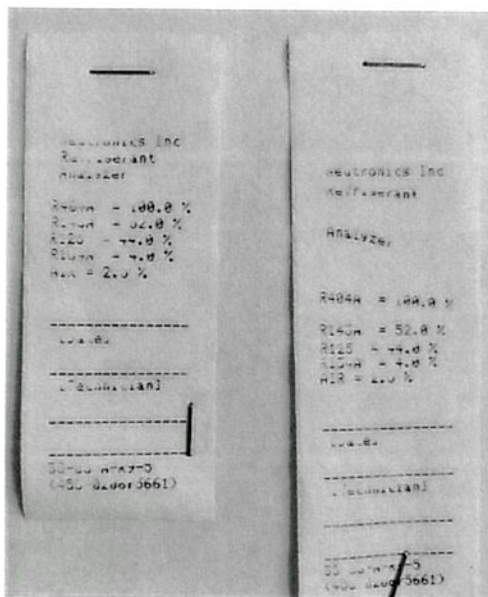 Neutronics Inc
Refrigerant
Analyzer
R404A = 100.0 %
R143A = 52.0 %
R125 = 44.0 %
R134A = 4.0 %
AIR = 2.0 %
[Technician]
Neutronics Inc
Refrigerant
Analyzer
R404A = 100.0 %
R143A = 52.0 %
R125 = 44.0 %
R134A = 4.0 %
AIR = 2.0 %
[Technician]